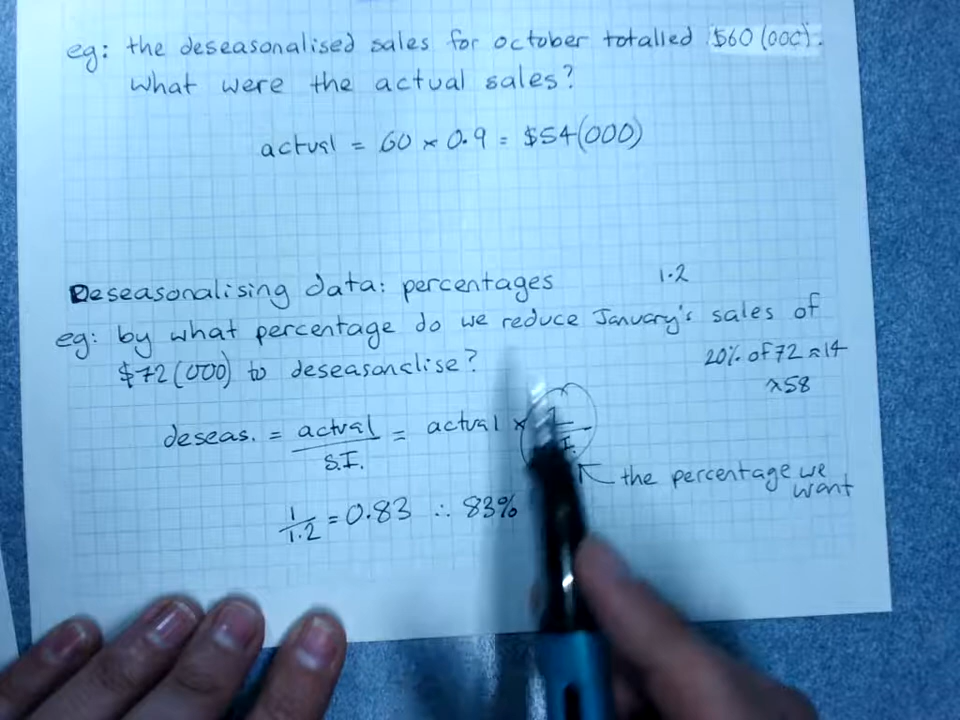 eg: the deseasonalised sales for october totalled $60(000).
What were the actual sales?
actual = 60 × 0.9 = $54(000)
Deseasonalising data: percentages
1.2
eg: by what percentage do we reduce January's sales of
$72(000) to deseasonalise?
20% of 72 ≈ 14
≈58
deseas. = actual/S.I. = actual × 1/
the percentage we
want
1/1.2 = 0.83 ∴ 83%